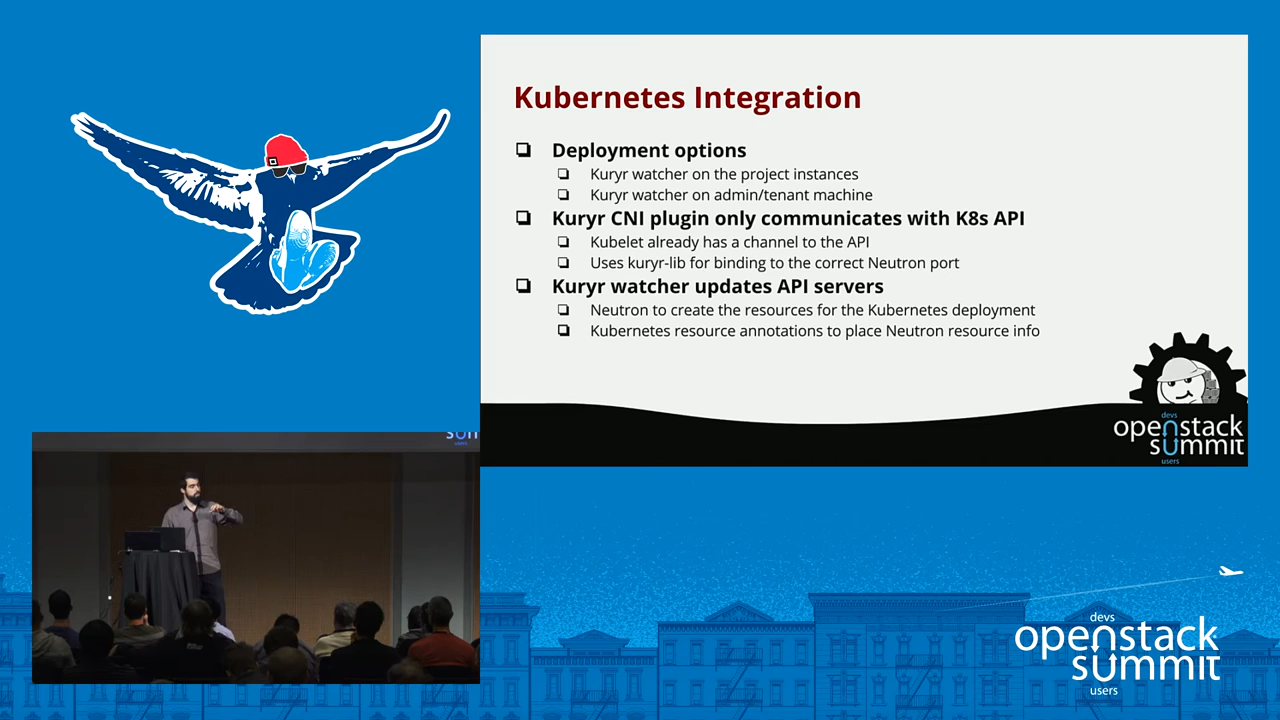 Kubernetes Integration
Deployment options
Kuryr watcher on the project instances
Kuryr watcher on admin/tenant machine
Kuryr CNI plugin only communicates with K8s API
Kubelet already has a channel to the API
Uses kuryr-lib for binding to the correct Neutron port
Kuryr watcher updates API servers
Neutron to create the resources for the Kubernetes deployment
Kubernetes resource annotations to place Neutron resource info
devs
openstack
summit
users
devs
openstack
summit
users